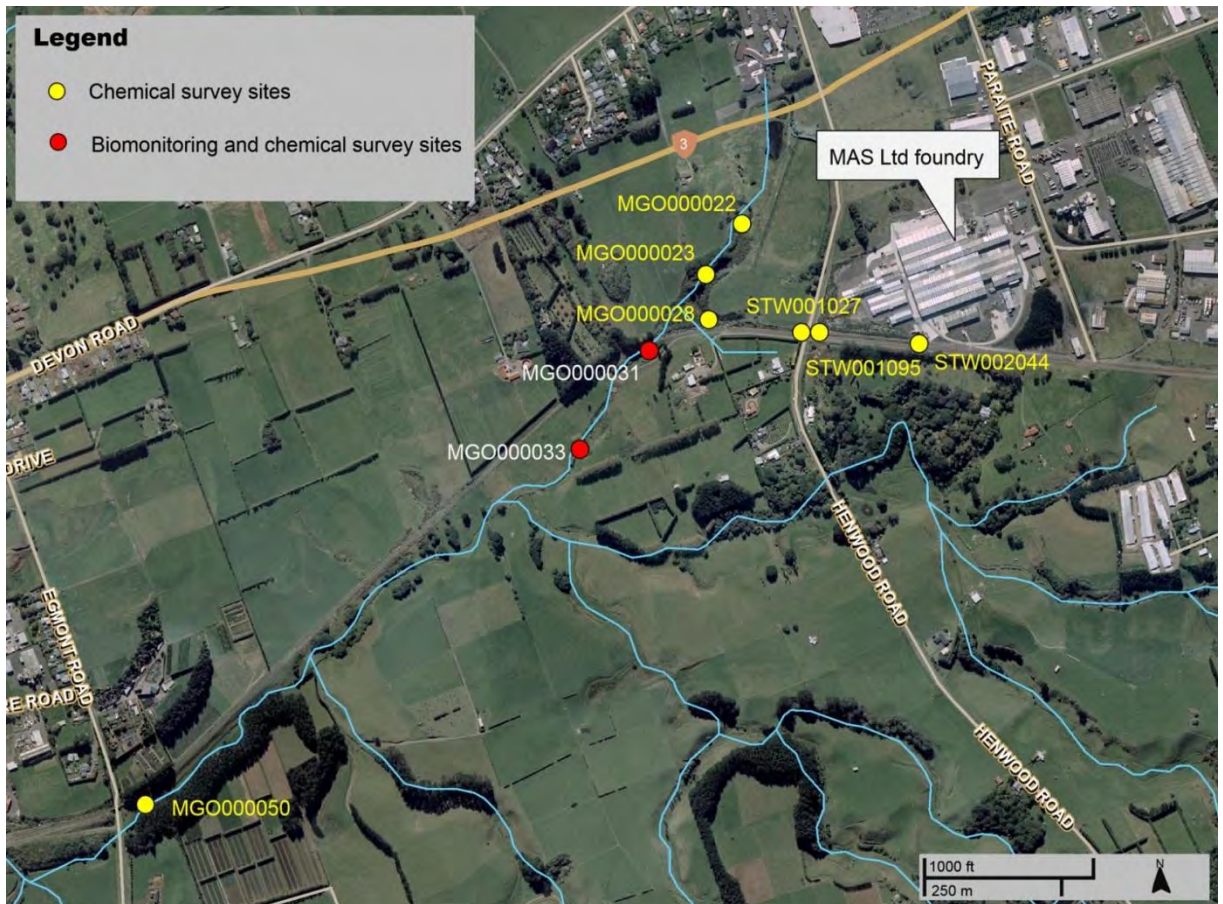 Legend
Chemical survey sites
Biomonitoring and chemical survey sites
3
PARAITE ROAD
MAS Ltd foundry
MGO000022
MGO000023
MGO000028
STW001027
DEVON ROAD
MGO000031
STW001095
STW002044
MGO000033
DRIVE
HENWOOD ROAD
EGMONT ROAD
RE ROAD
HENWOOD ROAD
MGO000050
1000 ft
250 m
N